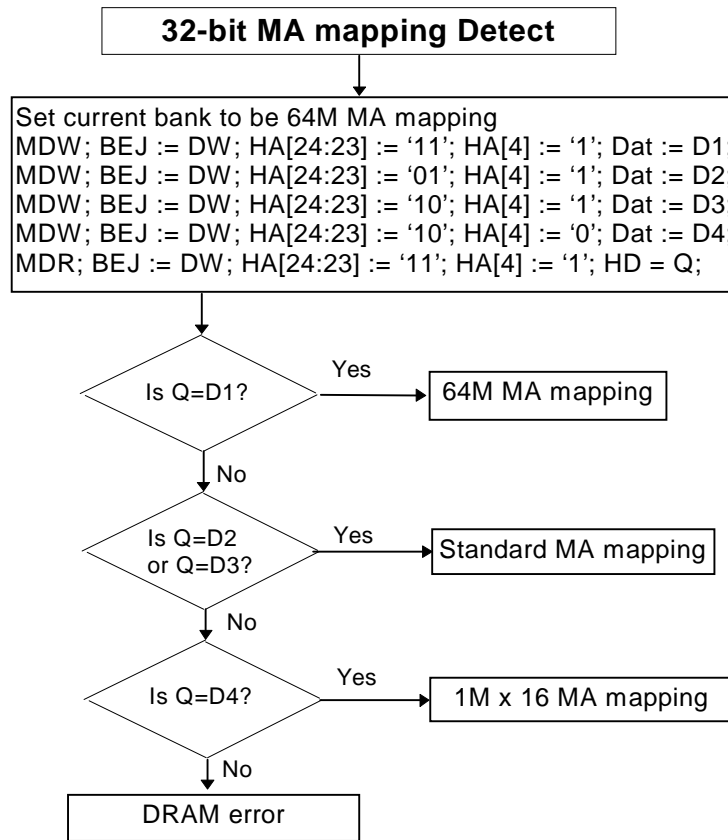 32-bit MA mapping Detect
Set current bank to be 64M MA mapping
MDW; BEJ := DW; HA[24:23] := ‘11’; HA[4] := ‘1’; Dat := D1;
MDW; BEJ := DW; HA[24:23] := ‘01’; HA[4] := ‘1’; Dat := D2;
MDW; BEJ := DW; HA[24:23] := ‘10’; HA[4] := ‘1’; Dat := D3;
MDW; BEJ := DW; HA[24:23] := ‘10’; HA[4] := ‘0’; Dat := D4;
MDR; BEJ := DW; HA[24:23] := ‘11’; HA[4] := ‘1’; HD = Q;
Is Q=D1?
Yes
64M MA mapping
No
Is Q=D2
or Q=D3?
Yes
Standard MA mapping
No
Is Q=D4?
Yes
1M x 16 MA mapping
No
DRAM error